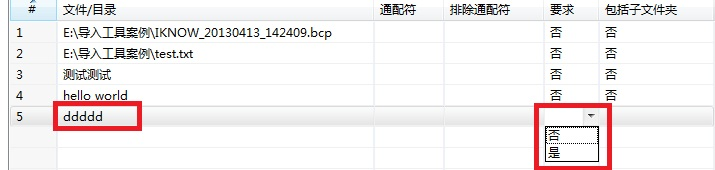 # 文件/目录 通配符 排除通配符 要求 包括子文件夹
1 E:\导入工具案例\IKNOW_20130413_142409.bcp 否 否
2 E:\导入工具案例\test.txt 否 否
3 测试测试 否 否
4 hello world 否 否
5 ddddd
否
是